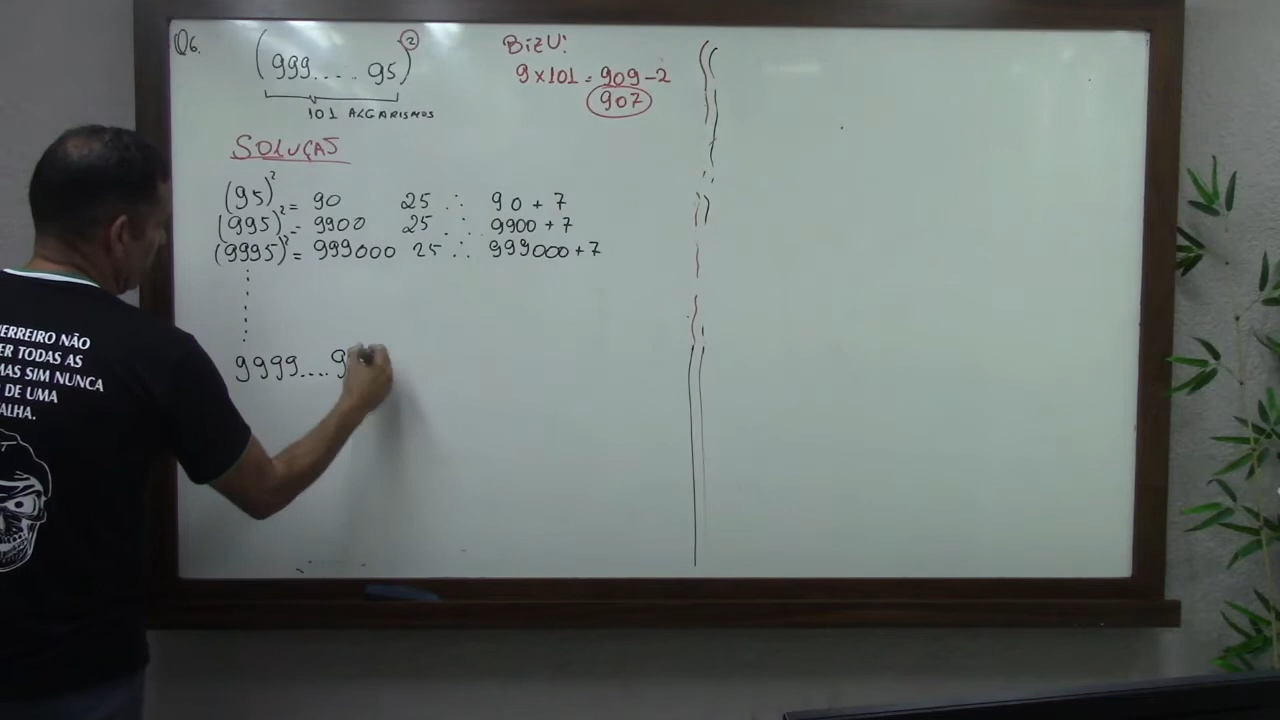 Q6. (999..... 95)²
101 ALGARISMOS
BIZU:
9 x 101 = 909 - 2
907
SOLUÇAS
(95)² = 90 25 ∴ 90 + 7
(995)² = 9900 25 ∴ 9900 + 7
(9995)² = 999000 25 ∴ 999000 + 7
9999....9
ERREIRO NÃO
ER TODAS AS
MAS SIM NUNCA
DE UMA
ALHA.